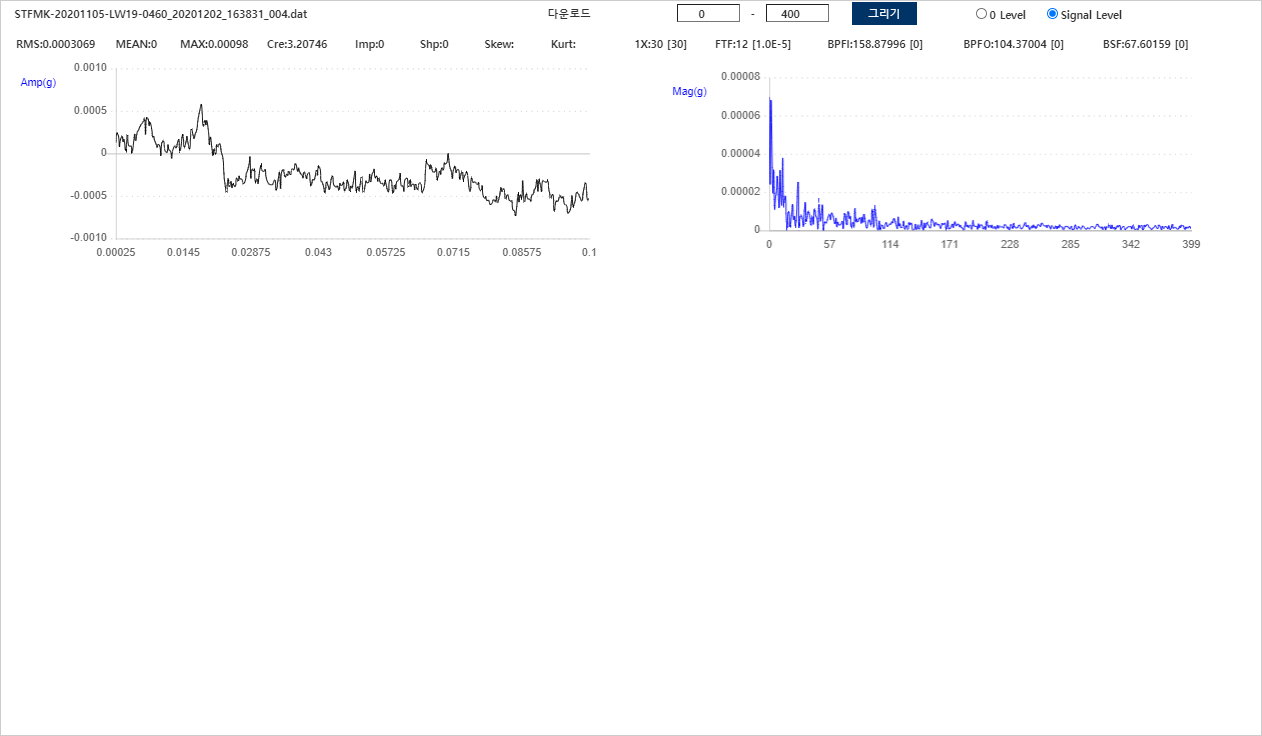 STFMK-20201105-LW19-0460_20201202_163831_004.dat 다운로드 0 - 400 그리기 0 Level Signal Level
RMS:0.0003069 MEAN:0 MAX:0.00098 Cre:3.20746 Imp:0 Shp:0 Skew: Kurt: 1X:30 [30] FTF:12 [1.0E-5] BPFI:158.87996 [0] BPFO:104.37004 [0] BSF:67.60159 [0]
Amp(g)
0.0010
0.0005
0
-0.0005
-0.0010
0.00025 0.0145 0.02875 0.043 0.05725 0.0715 0.08575 0.1
Mag(g)
0.00008
0.00006
0.00004
0.00002
0
0 57 114 171 228 285 342 399